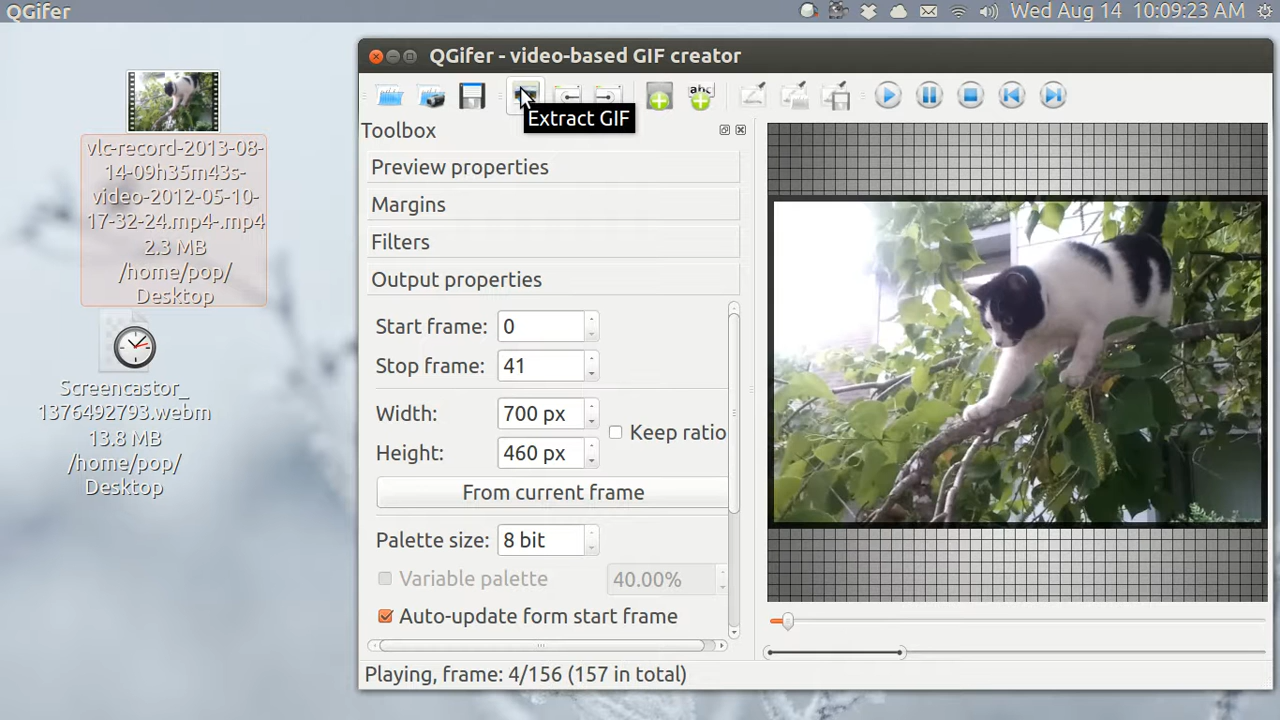 QGifer
Wed Aug 14 10:09:23 AM
vlc-record-2013-08-
14-09h35m43s-
video-2012-05-10-
17-32-24.mp4-.mp4
2.3 MB
/home/pop/
Desktop
Screencastor_
1376492793.webm
13.8 MB
/home/pop/
Desktop
QGifer - video-based GIF creator
abc
Extract GIF
Toolbox
Preview properties
Margins
Filters
Output properties
Start frame: 0
Stop frame: 41
Width: 700 px
Keep ratio
Height: 460 px
From current frame
Palette size: 8 bit
Variable palette 40.00%
Auto-update form start frame
Playing, frame: 4/156 (157 in total)